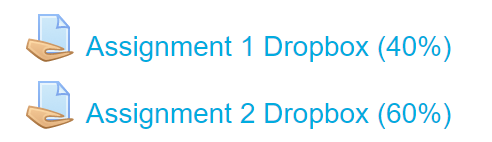 Assignment 1 Dropbox (40%)
Assignment 2 Dropbox (60%)